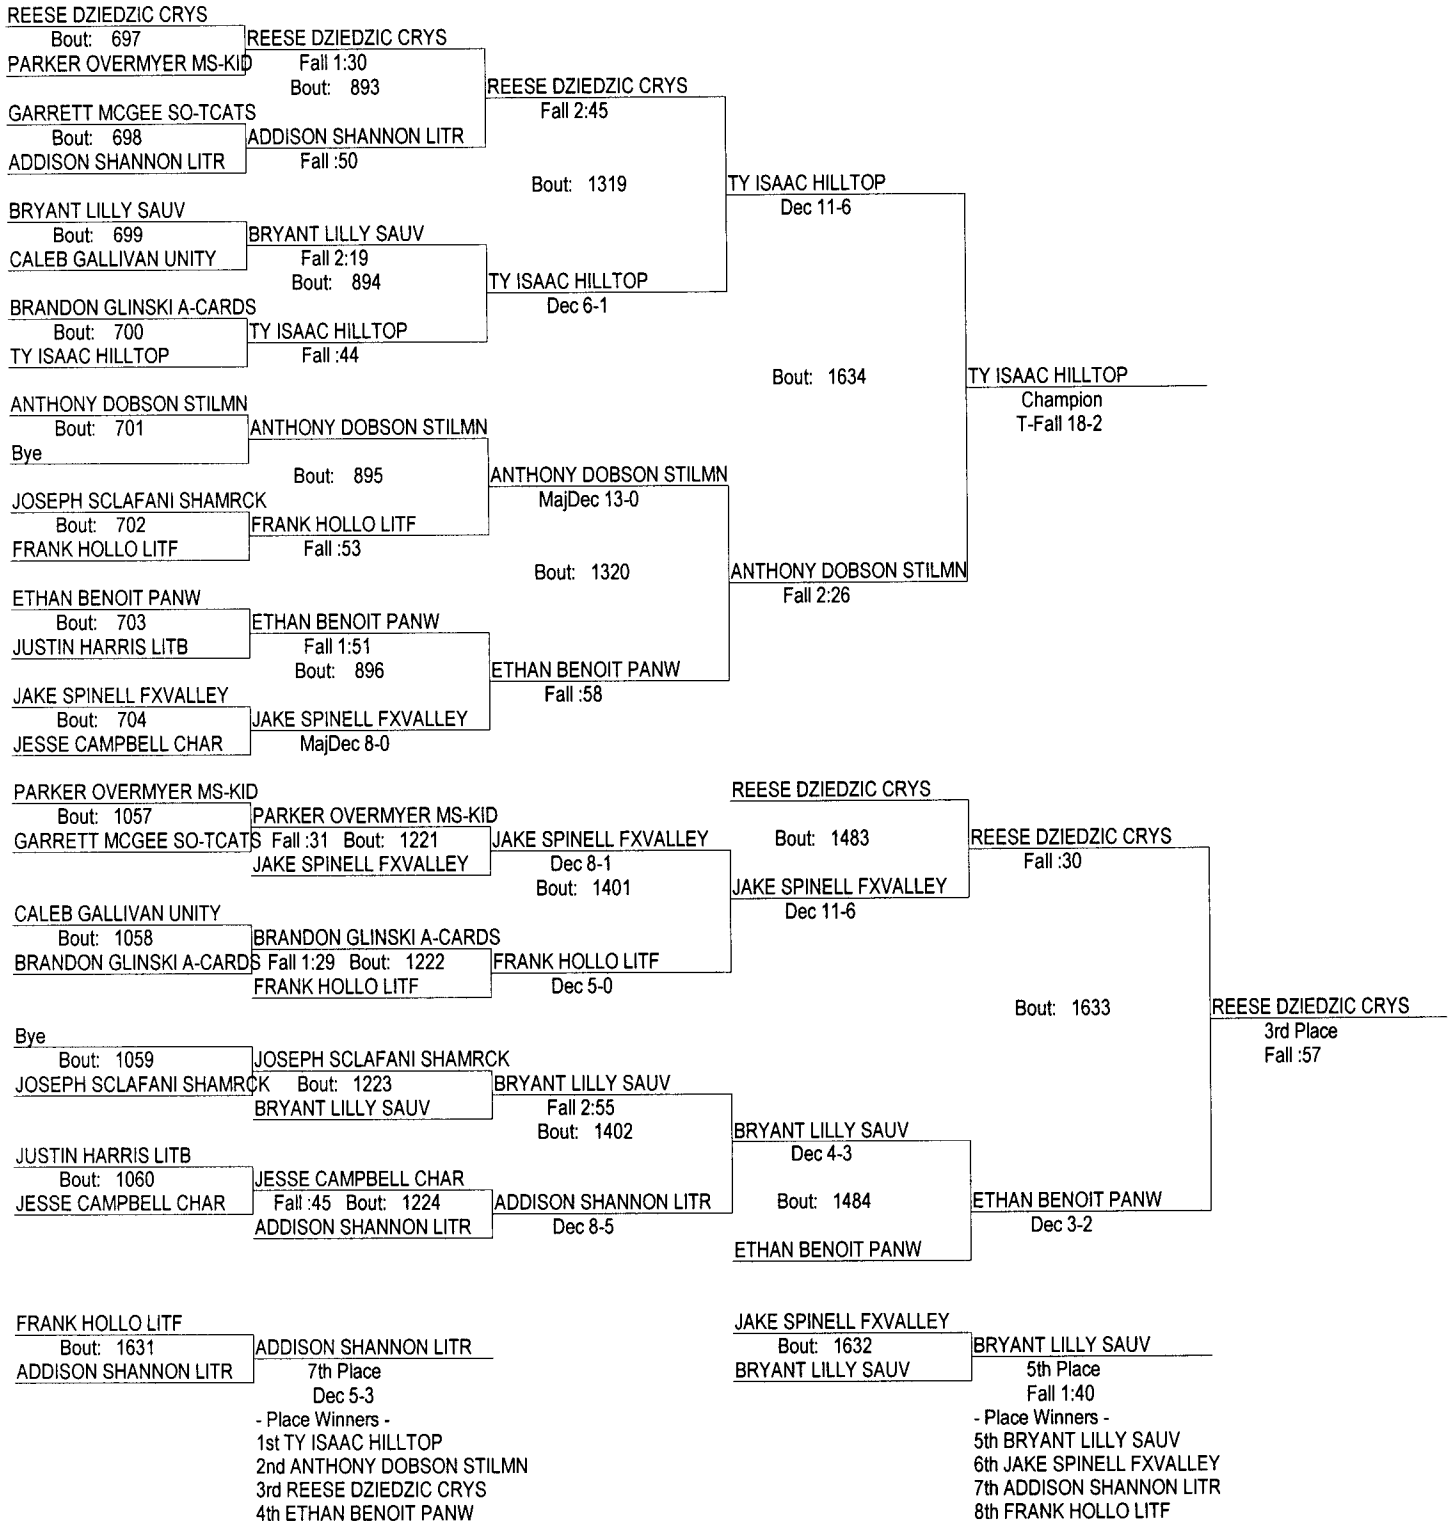 REESE DZIEDZIC CRYS
Bout: 697
REESE DZIEDZIC CRYS
PARKER OVERMYER MS-KID
Fall 1:30
Bout: 893
REESE DZIEDZIC CRYS
GARRETT MCGEE SO-TCATS
Fall 2:45
Bout: 698
ADDISON SHANNON LITR
ADDISON SHANNON LITR
Fall :50
Bout: 1319
TY ISAAC HILLTOP
BRYANT LILLY SAUV
Dec 11-6
Bout: 699
BRYANT LILLY SAUV
CALEB GALLIVAN UNITY
Fall 2:19
Bout: 894
TY ISAAC HILLTOP
BRANDON GLINSKI A-CARDS
Dec 6-1
Bout: 700
TY ISAAC HILLTOP
TY ISAAC HILLTOP
Fall :44
Bout: 1634
TY ISAAC HILLTOP
ANTHONY DOBSON STILMN
Champion
Bout: 701
ANTHONY DOBSON STILMN
T-Fall 18-2
Bye
Bout: 895
ANTHONY DOBSON STILMN
JOSEPH SCLAFANI SHAMRCK
MajDec 13-0
Bout: 702
FRANK HOLLO LITF
FRANK HOLLO LITF
Fall :53
Bout: 1320
ANTHONY DOBSON STILMN
ETHAN BENOIT PANW
Fall 2:26
Bout: 703
ETHAN BENOIT PANW
JUSTIN HARRIS LITB
Fall 1:51
Bout: 896
ETHAN BENOIT PANW
JAKE SPINELL FXVALLEY
Fall :58
Bout: 704
JAKE SPINELL FXVALLEY
JESSE CAMPBELL CHAR
MajDec 8-0
PARKER OVERMYER MS-KID
REESE DZIEDZIC CRYS
Bout: 1057
PARKER OVERMYER MS-KID
GARRETT MCGEE SO-TCATS
Fall :31 Bout: 1221
JAKE SPINELL FXVALLEY
Bout: 1483
REESE DZIEDZIC CRYS
JAKE SPINELL FXVALLEY
Dec 8-1
Fall :30
Bout: 1401
JAKE SPINELL FXVALLEY
CALEB GALLIVAN UNITY
Dec 11-6
Bout: 1058
BRANDON GLINSKI A-CARDS
BRANDON GLINSKI A-CARDS
Fall 1:29 Bout: 1222
FRANK HOLLO LITF
FRANK HOLLO LITF
Dec 5-0
Bout: 1633
REESE DZIEDZIC CRYS
Bye
3rd Place
Bout: 1059
JOSEPH SCLAFANI SHAMRCK
Fall :57
JOSEPH SCLAFANI SHAMRCK
Bout: 1223
BRYANT LILLY SAUV
BRYANT LILLY SAUV
Fall 2:55
Bout: 1402
BRYANT LILLY SAUV
JUSTIN HARRIS LITB
Dec 4-3
Bout: 1060
JESSE CAMPBELL CHAR
JESSE CAMPBELL CHAR
Fall :45 Bout: 1224
ADDISON SHANNON LITR
Bout: 1484
ETHAN BENOIT PANW
ADDISON SHANNON LITR
Dec 8-5
Dec 3-2
ETHAN BENOIT PANW
FRANK HOLLO LITF
Bout: 1631
ADDISON SHANNON LITR
ADDISON SHANNON LITR
7th Place
Dec 5-3
- Place Winners -
1st TY ISAAC HILLTOP
2nd ANTHONY DOBSON STILMN
3rd REESE DZIEDZIC CRYS
4th ETHAN BENOIT PANW
JAKE SPINELL FXVALLEY
Bout: 1632
BRYANT LILLY SAUV
BRYANT LILLY SAUV
5th Place
Fall 1:40
- Place Winners -
5th BRYANT LILLY SAUV
6th JAKE SPINELL FXVALLEY
7th ADDISON SHANNON LITR
8th FRANK HOLLO LITF